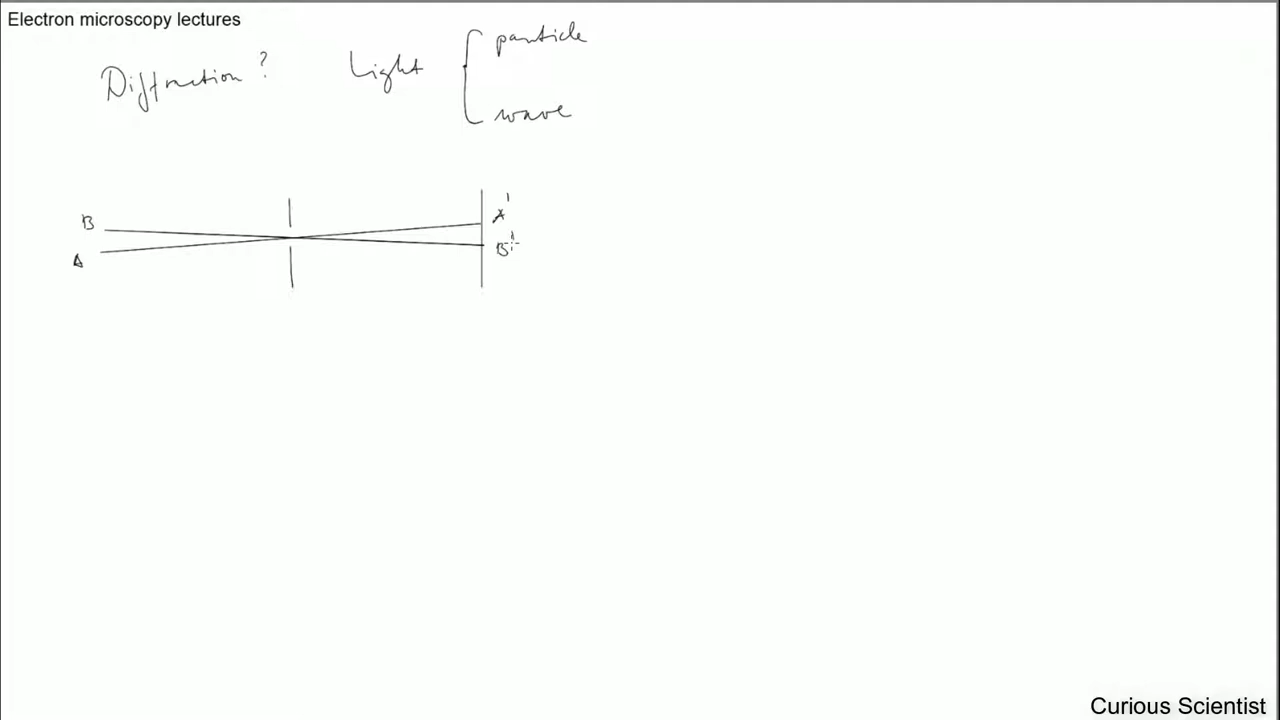 Electron microscopy lectures
Diffraction? Light { particle
wave
B A'
A B'
Curious Scientist